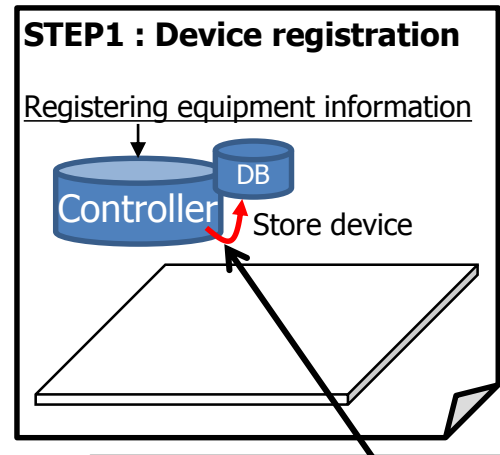 STEP1 : Device registration
Registering equipment information
DB
Controller
Store device